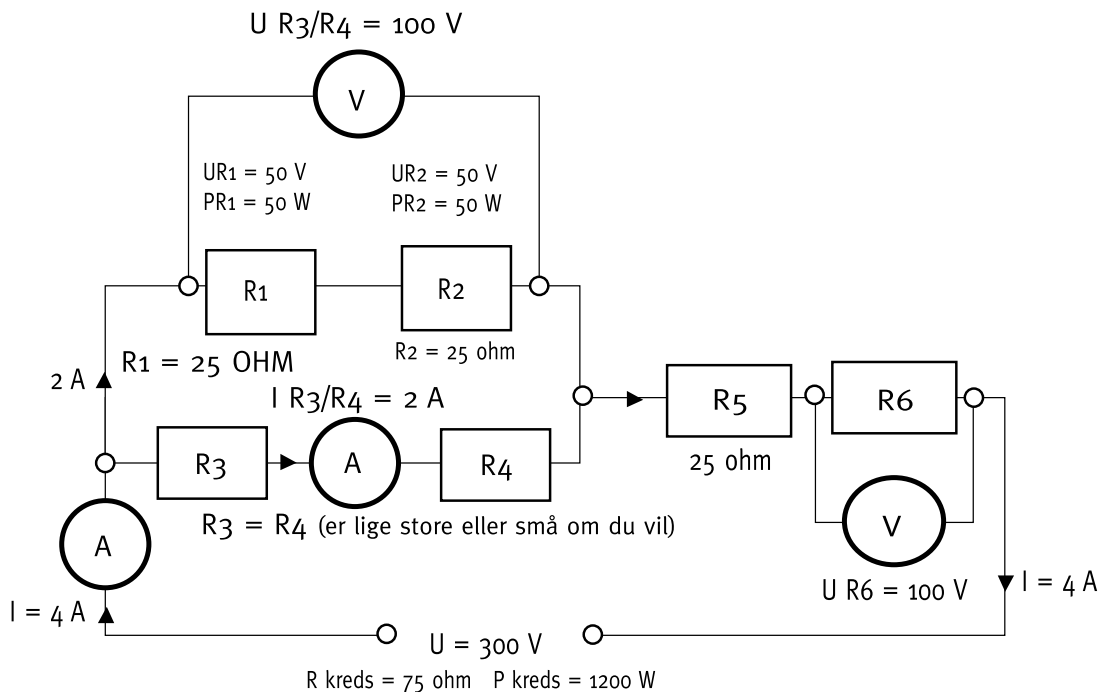 U R3/R4 = 100 V
V
UR1 = 50 V
PR1 = 50 W
UR2 = 50 V
PR2 = 50 W
R1
R2
R1 = 25 OHM
R2 = 25 ohm
2 A
I R3/R4 = 2 A
R5
R6
25 ohm
R3
A
R4
R3 = R4 (er lige store eller små om du vil)
A
V
U R6 = 100 V
I = 4 A
I = 4 A
U = 300 V
R kreds = 75 ohm P kreds = 1200 W